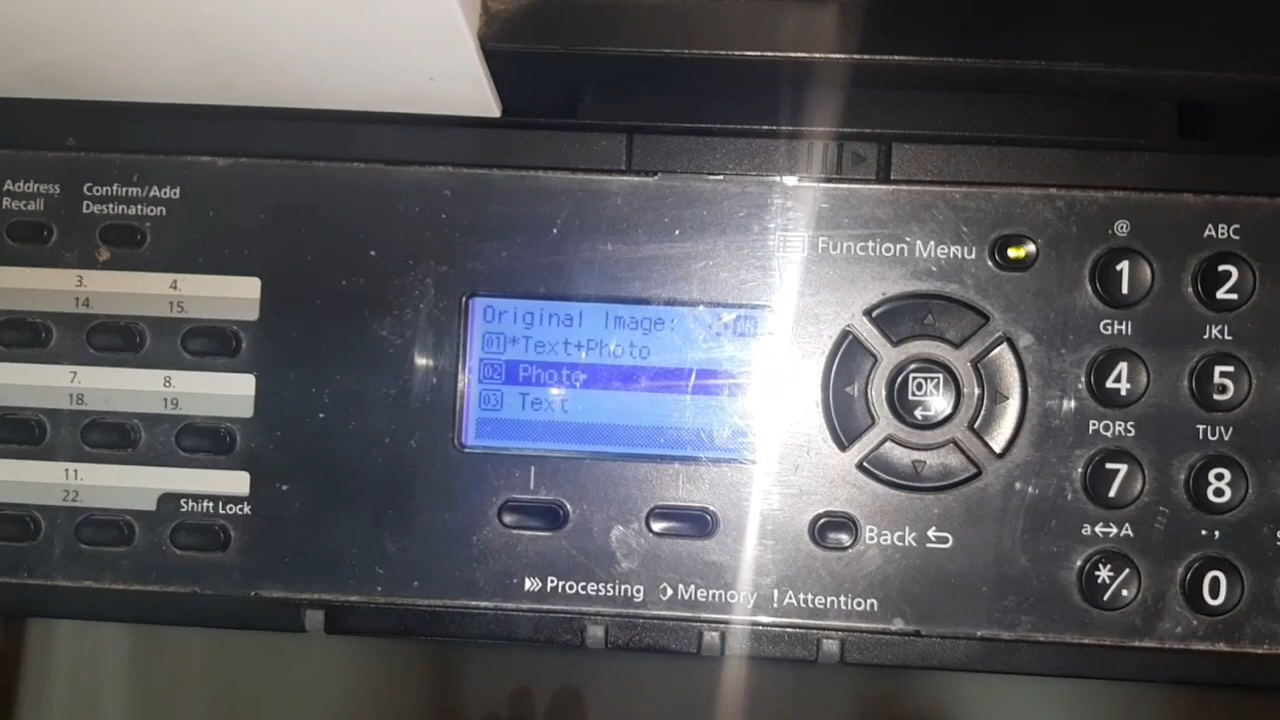 Address
Recall
Confirm/Add
Destination
3. 4.
14. 15.
7. 8.
18. 19.
11.
22.
Shift Lock
Original Image: OK
01 *Text+Photo
02 Photo
03 Text
Function Menu
OK
Back
Processing Memory !Attention
.@ ABC
1 2
GHI JKL
4 5
PQRS TUV
7 8
a↔A .,
*/. 0